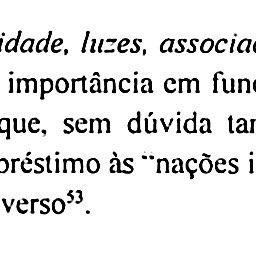 idade, luzes, associa
importância em fun
que, sem dúvida ta
préstimo às "nações i
verso⁵³.